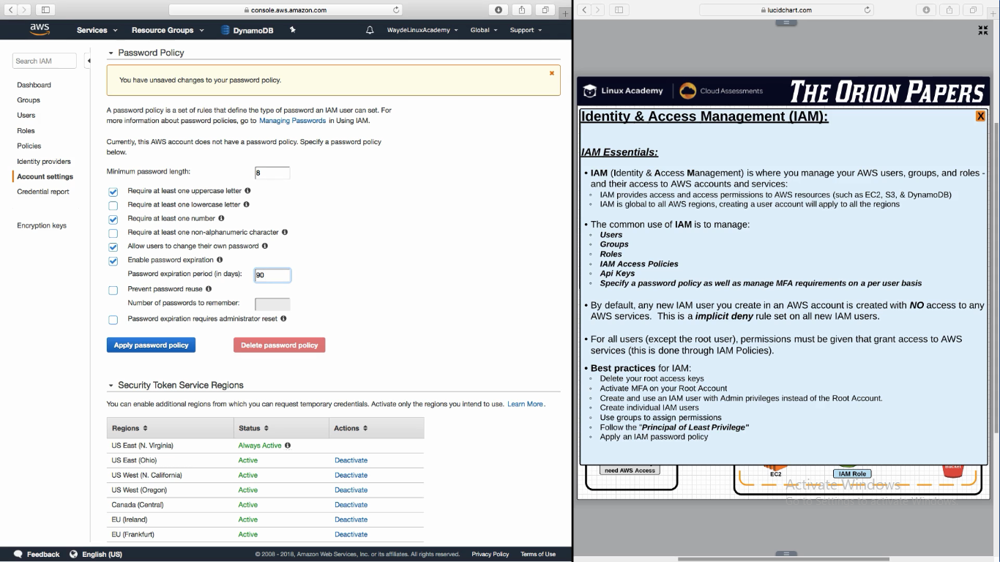 console.aws.amazon.com
aws
Services
Resource Groups
DynamoDB
WaydeLinuxAcademy
Global
Support
Search IAM
Dashboard
Groups
Users
Roles
Policies
Identity providers
Account settings
Credential report
Encryption keys
Password Policy
You have unsaved changes to your password policy.
A password policy is a set of rules that define the type of password an IAM user can set. For
more information about password policies, go to Managing Passwords in Using IAM.
Currently, this AWS account does not have a password policy. Specify a password policy
below.
Minimum password length: 8
Require at least one uppercase letter
Require at least one lowercase letter
Require at least one number
Require at least one non-alphanumeric character
Allow users to change their own password
Enable password expiration
Password expiration period (in days): 90
Prevent password reuse
Number of passwords to remember:
Password expiration requires administrator reset
Apply password policy Delete password policy
Security Token Service Regions
You can enable additional regions from which you can request temporary credentials. Activate only the regions you intend to use. Learn More.
Regions Status Actions
US East (N. Virginia) Always Active
US East (Ohio) Active Deactivate
US West (N. California) Active Deactivate
US West (Oregon) Active Deactivate
Canada (Central) Active Deactivate
EU (Ireland) Active Deactivate
EU (Frankfurt) Active Deactivate
Feedback English (US) © 2008 - 2018, Amazon Web Services, Inc. or its affiliates. All rights reserved. Privacy Policy Terms of Use
lucidchart.com
Linux Academy Cloud Assessments THE ORION PAPERS
Identity & Access Management (IAM): X
IAM Essentials:
• IAM (Identity & Access Management) is where you manage your AWS users, groups, and roles -
and their access to AWS accounts and services:
◦ IAM provides access and access permissions to AWS resources (such as EC2, S3, & DynamoDB)
◦ IAM is global to all AWS regions, creating a user account will apply to all the regions
• The common use of IAM is to manage:
◦ Users
◦ Groups
◦ Roles
◦ IAM Access Policies
◦ Api Keys
◦ Specify a password policy as well as manage MFA requirements on a per user basis
• By default, any new IAM user you create in an AWS account is created with NO access to any
AWS services. This is a implicit deny rule set on all new IAM users.
• For all users (except the root user), permissions must be given that grant access to AWS
services (this is done through IAM Policies).
• Best practices for IAM:
◦ Delete your root access keys
◦ Activate MFA on your Root Account
◦ Create and use an IAM user with Admin privileges instead of the Root Account.
◦ Create individual IAM users
◦ Use groups to assign permissions
◦ Follow the "Principal of Least Privilege"
◦ Apply an IAM password policy
need AWS Access
EC2
IAM Role
Bucket
Activate Windows
Go to Settings to activate Windows.